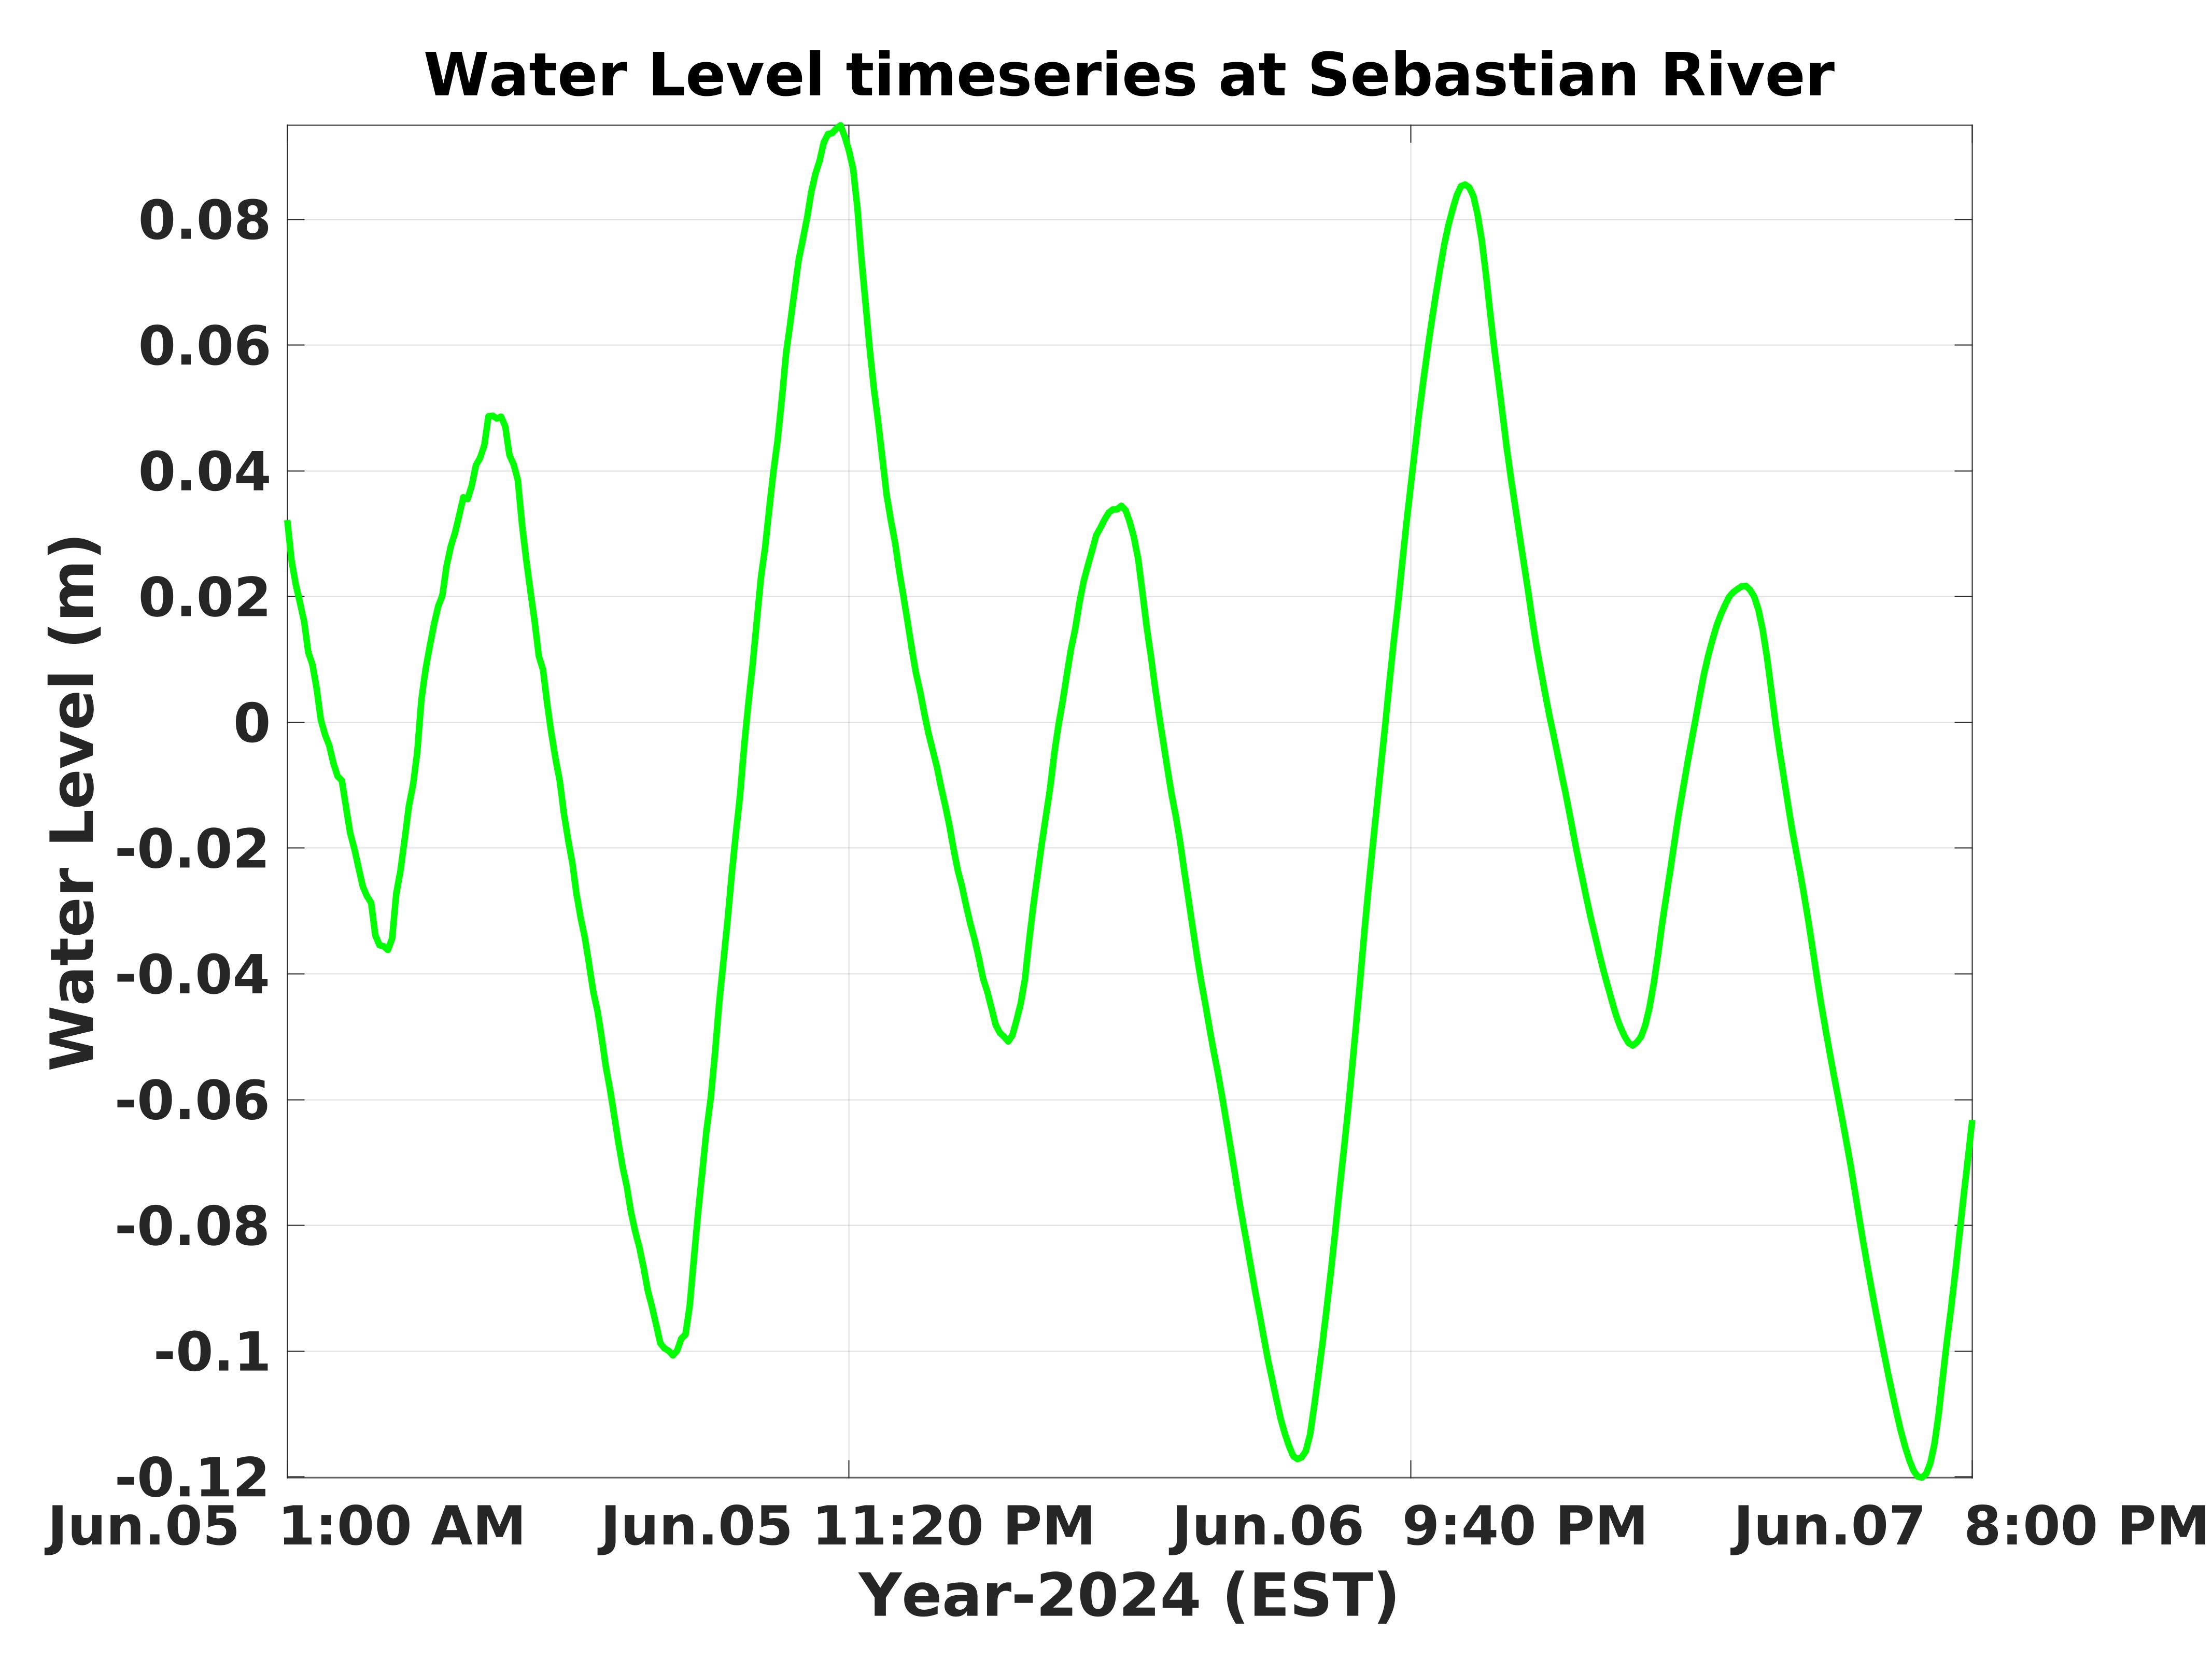 Water Level timeseries at Sebastian River
Water Level (m)
0.08
0.06
0.04
0.02
0
-0.02
-0.04
-0.06
-0.08
-0.1
-0.12
Jun.05 1:00 AM Jun.05 11:20 PM Jun.06 9:40 PM Jun.07 8:00 PM
Year-2024 (EST)